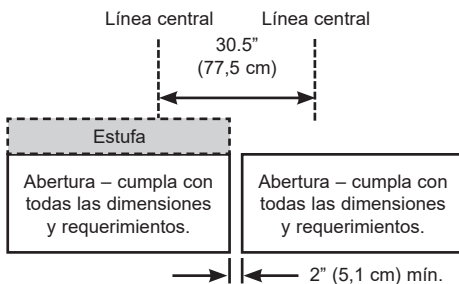 Línea central
Línea central
30.5”
(77,5 cm)
Estufa
Abertura – cumpla con
todas las dimensiones
y requerimientos.
Abertura – cumpla con
todas las dimensiones
y requerimientos.
2” (5,1 cm) mín.